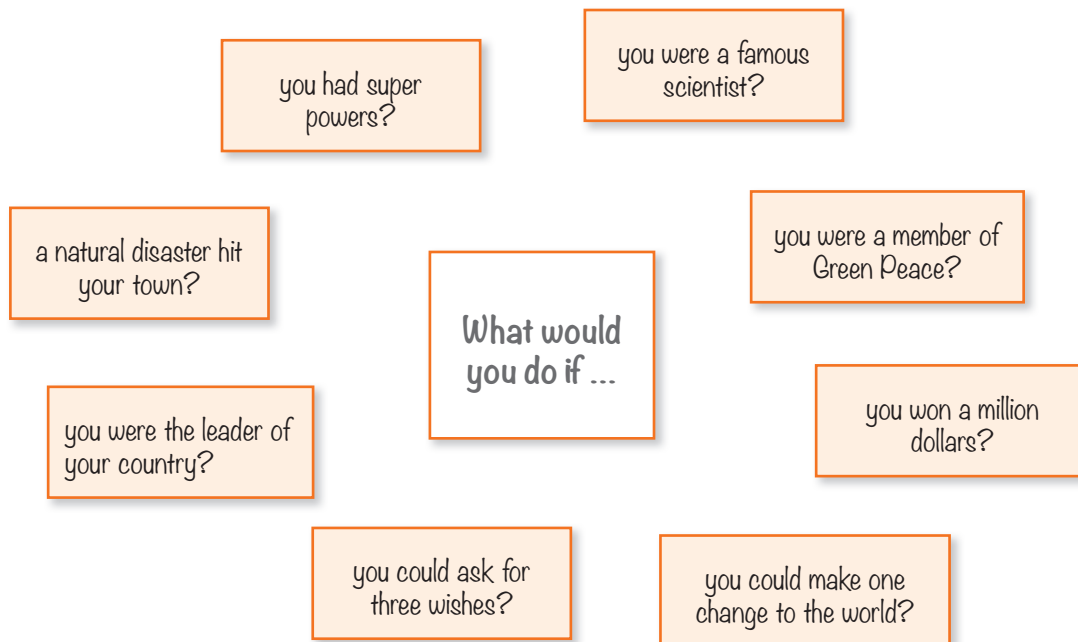 you had super
powers?
you were a famous
scientist?
a natural disaster hit
your town?
you were a member of
Green Peace?
What would
you do if ...
you were the leader of
your country?
you won a million
dollars?
you could ask for
three wishes?
you could make one
change to the world?